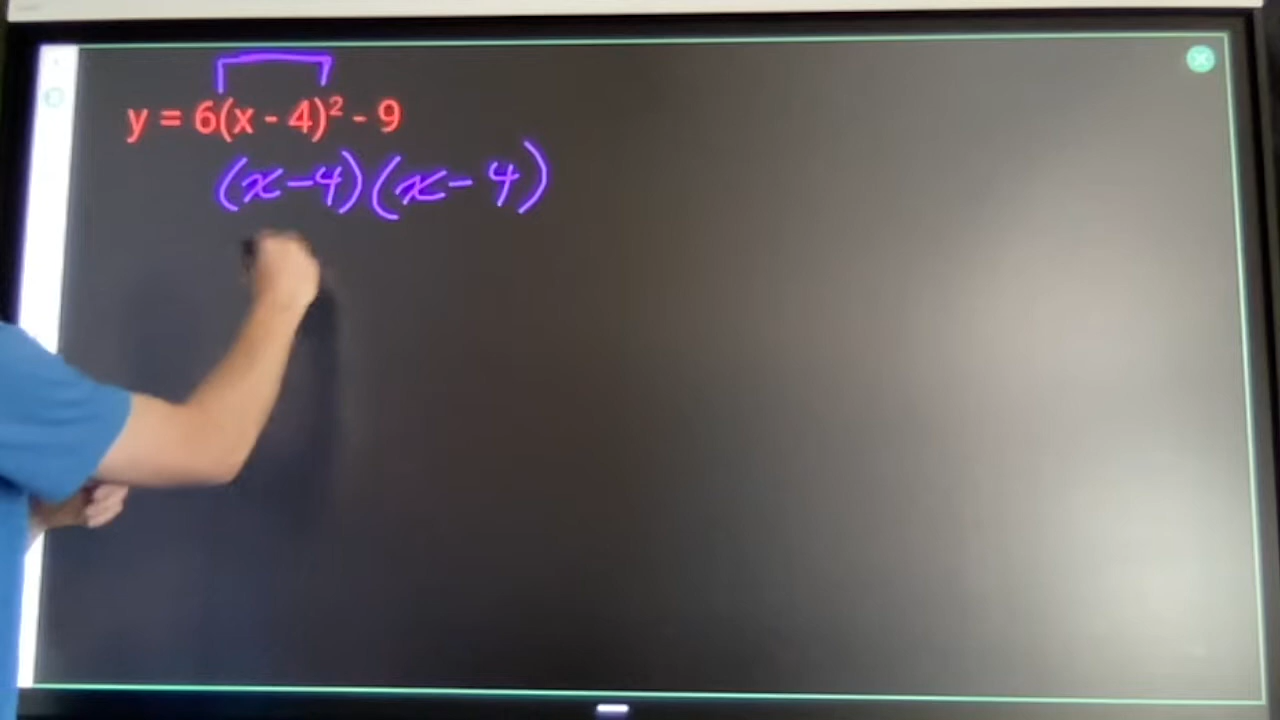 y = 6(x - 4)² - 9
(x-4)(x-4)